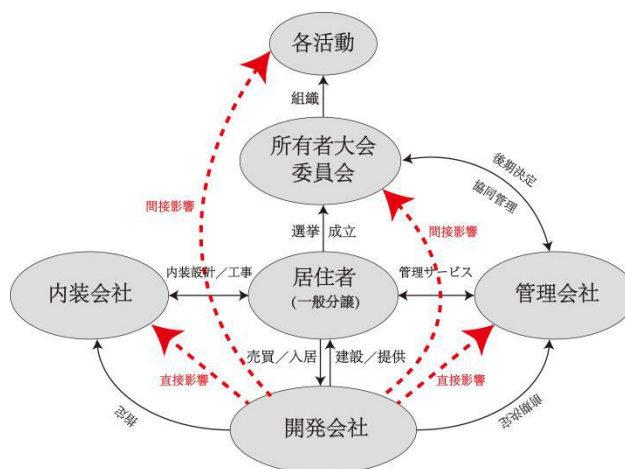 各活動
組織
所有者大会
委員会
後期決定
協同管理
間接影響
選挙 成立
間接影響
内装会社
内装設計／工事
居住者
(一般分譲)
管理サービス
管理会社
売買／入居
建設／提供
直接影響
直接影響
指定
開発会社
前期決定